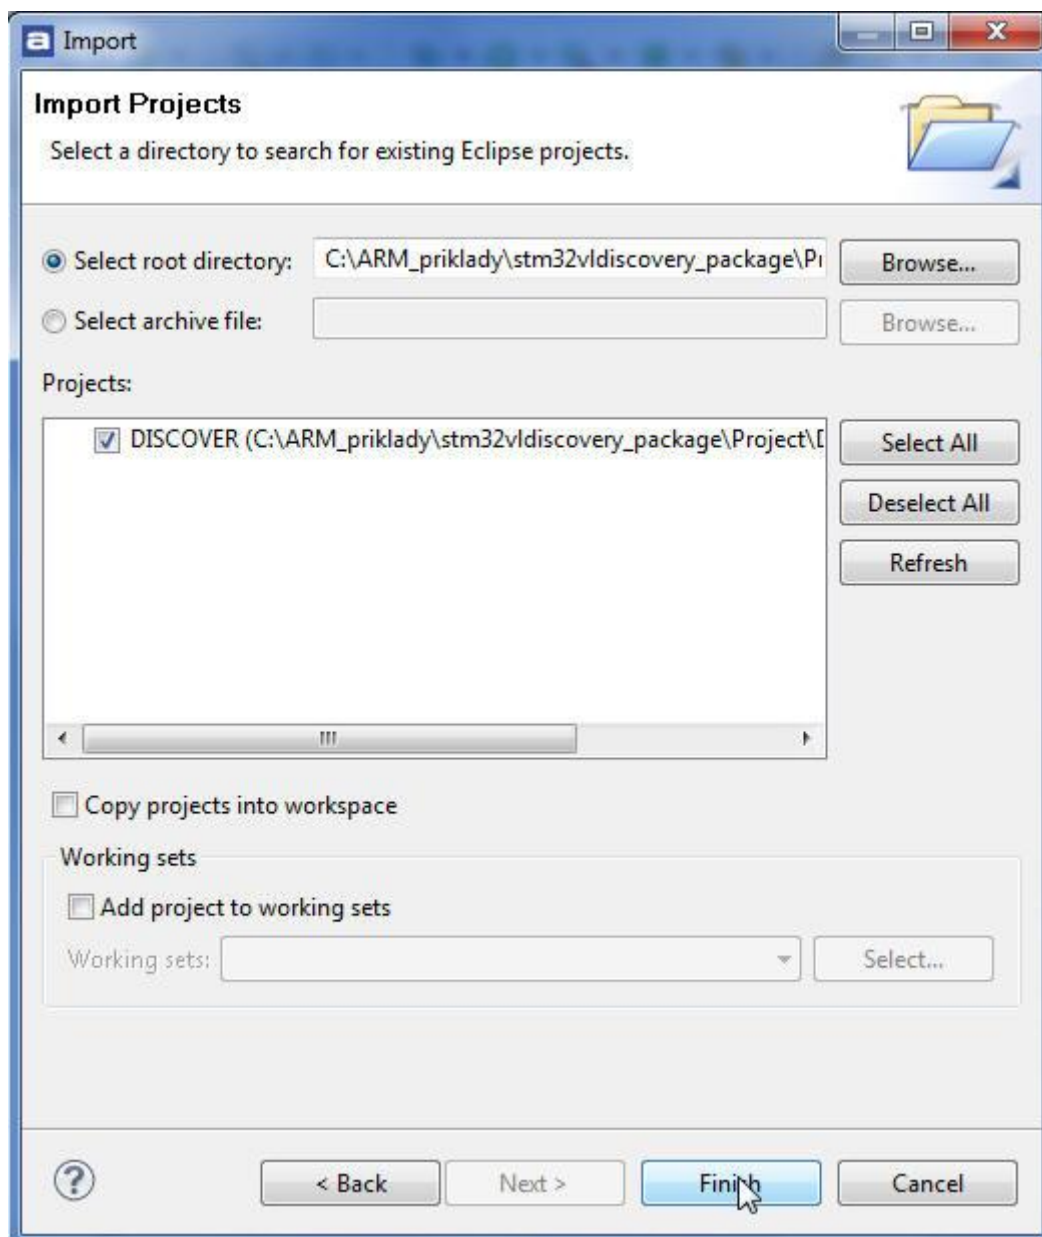 a Import
Import Projects
Select a directory to search for existing Eclipse projects.
Select root directory: C:\ARM_priklady\stm32vldiscovery_package\Pr Browse...
Select archive file: Browse...
Projects:
DISCOVER (C:\ARM_priklady\stm32vldiscovery_package\Project\D
Select All
Deselect All
Refresh
Copy projects into workspace
Working sets
Add project to working sets
Working sets: Select...
? < Back Next > Finish Cancel